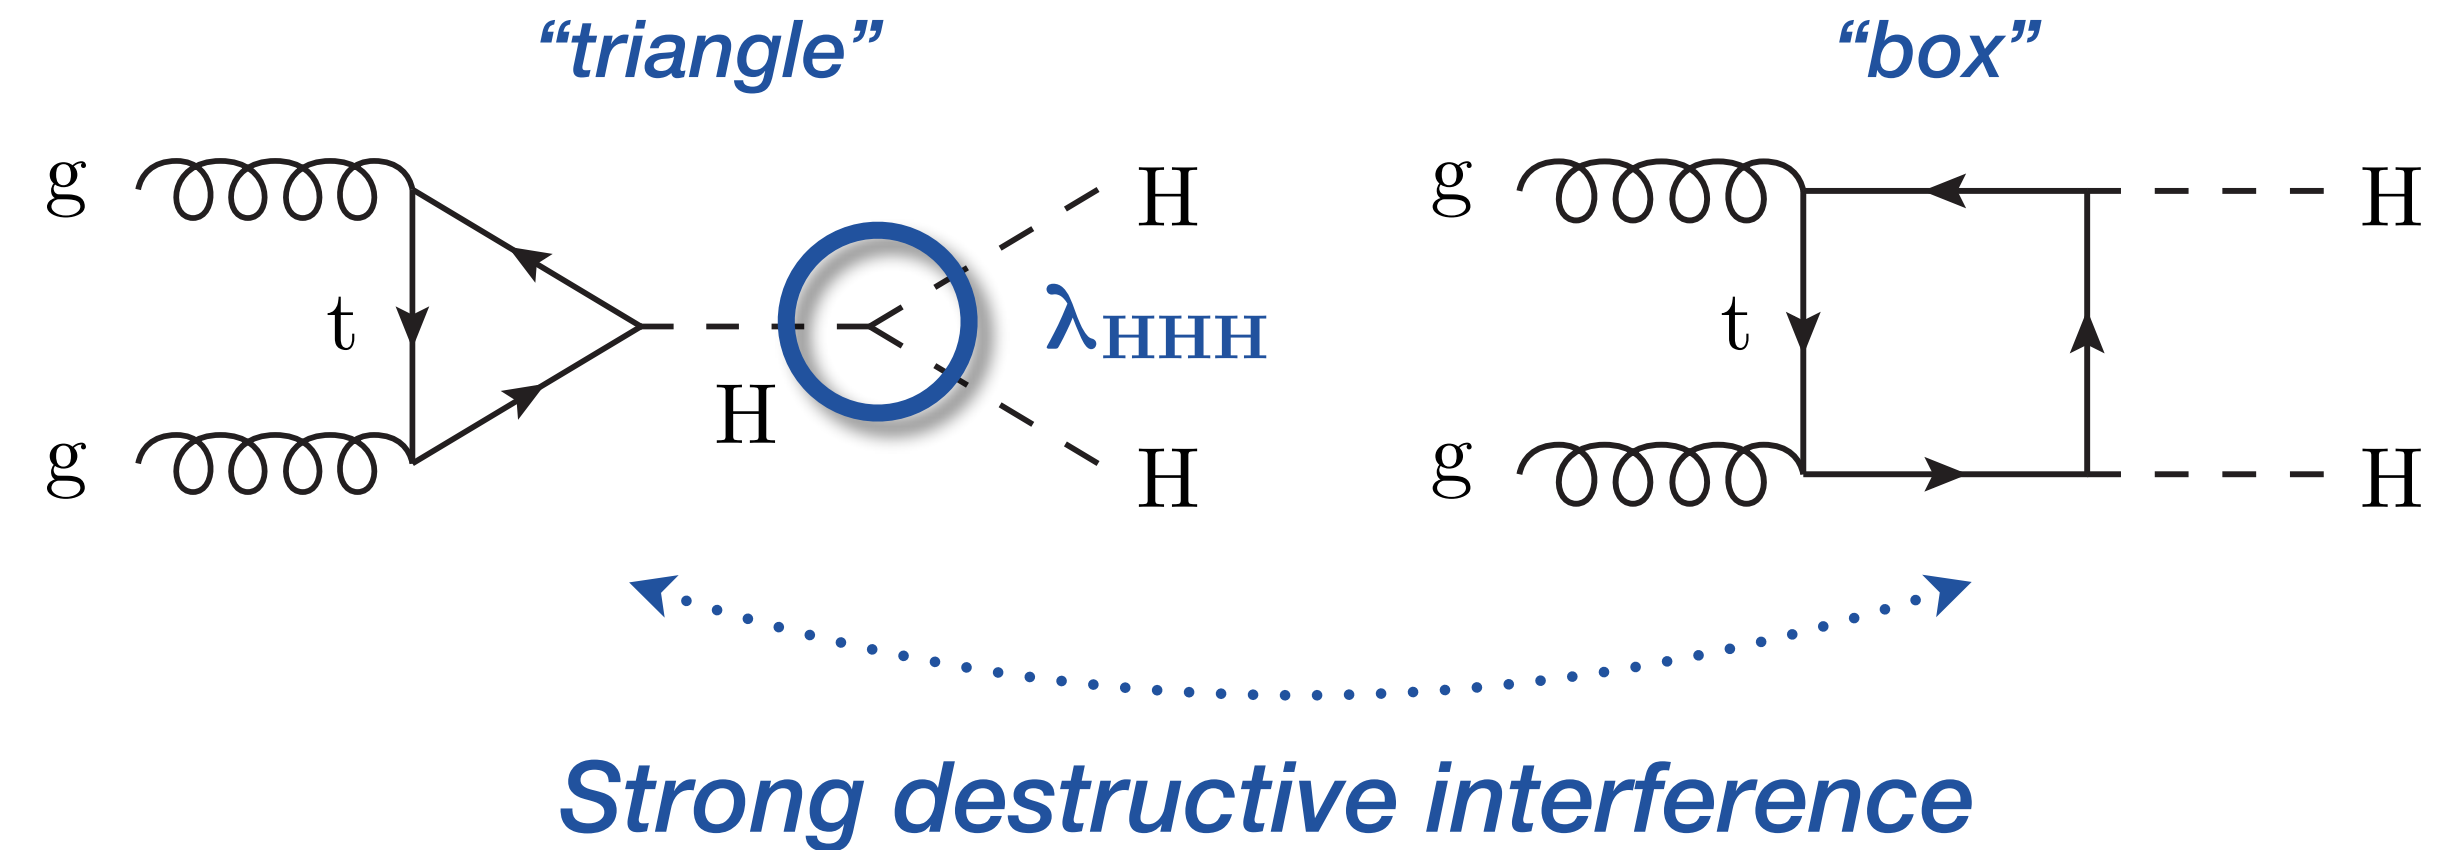 “triangle”
“box”
g
H
g
H
t
λHHH
t
H
g
H
g
H
Strong destructive interference